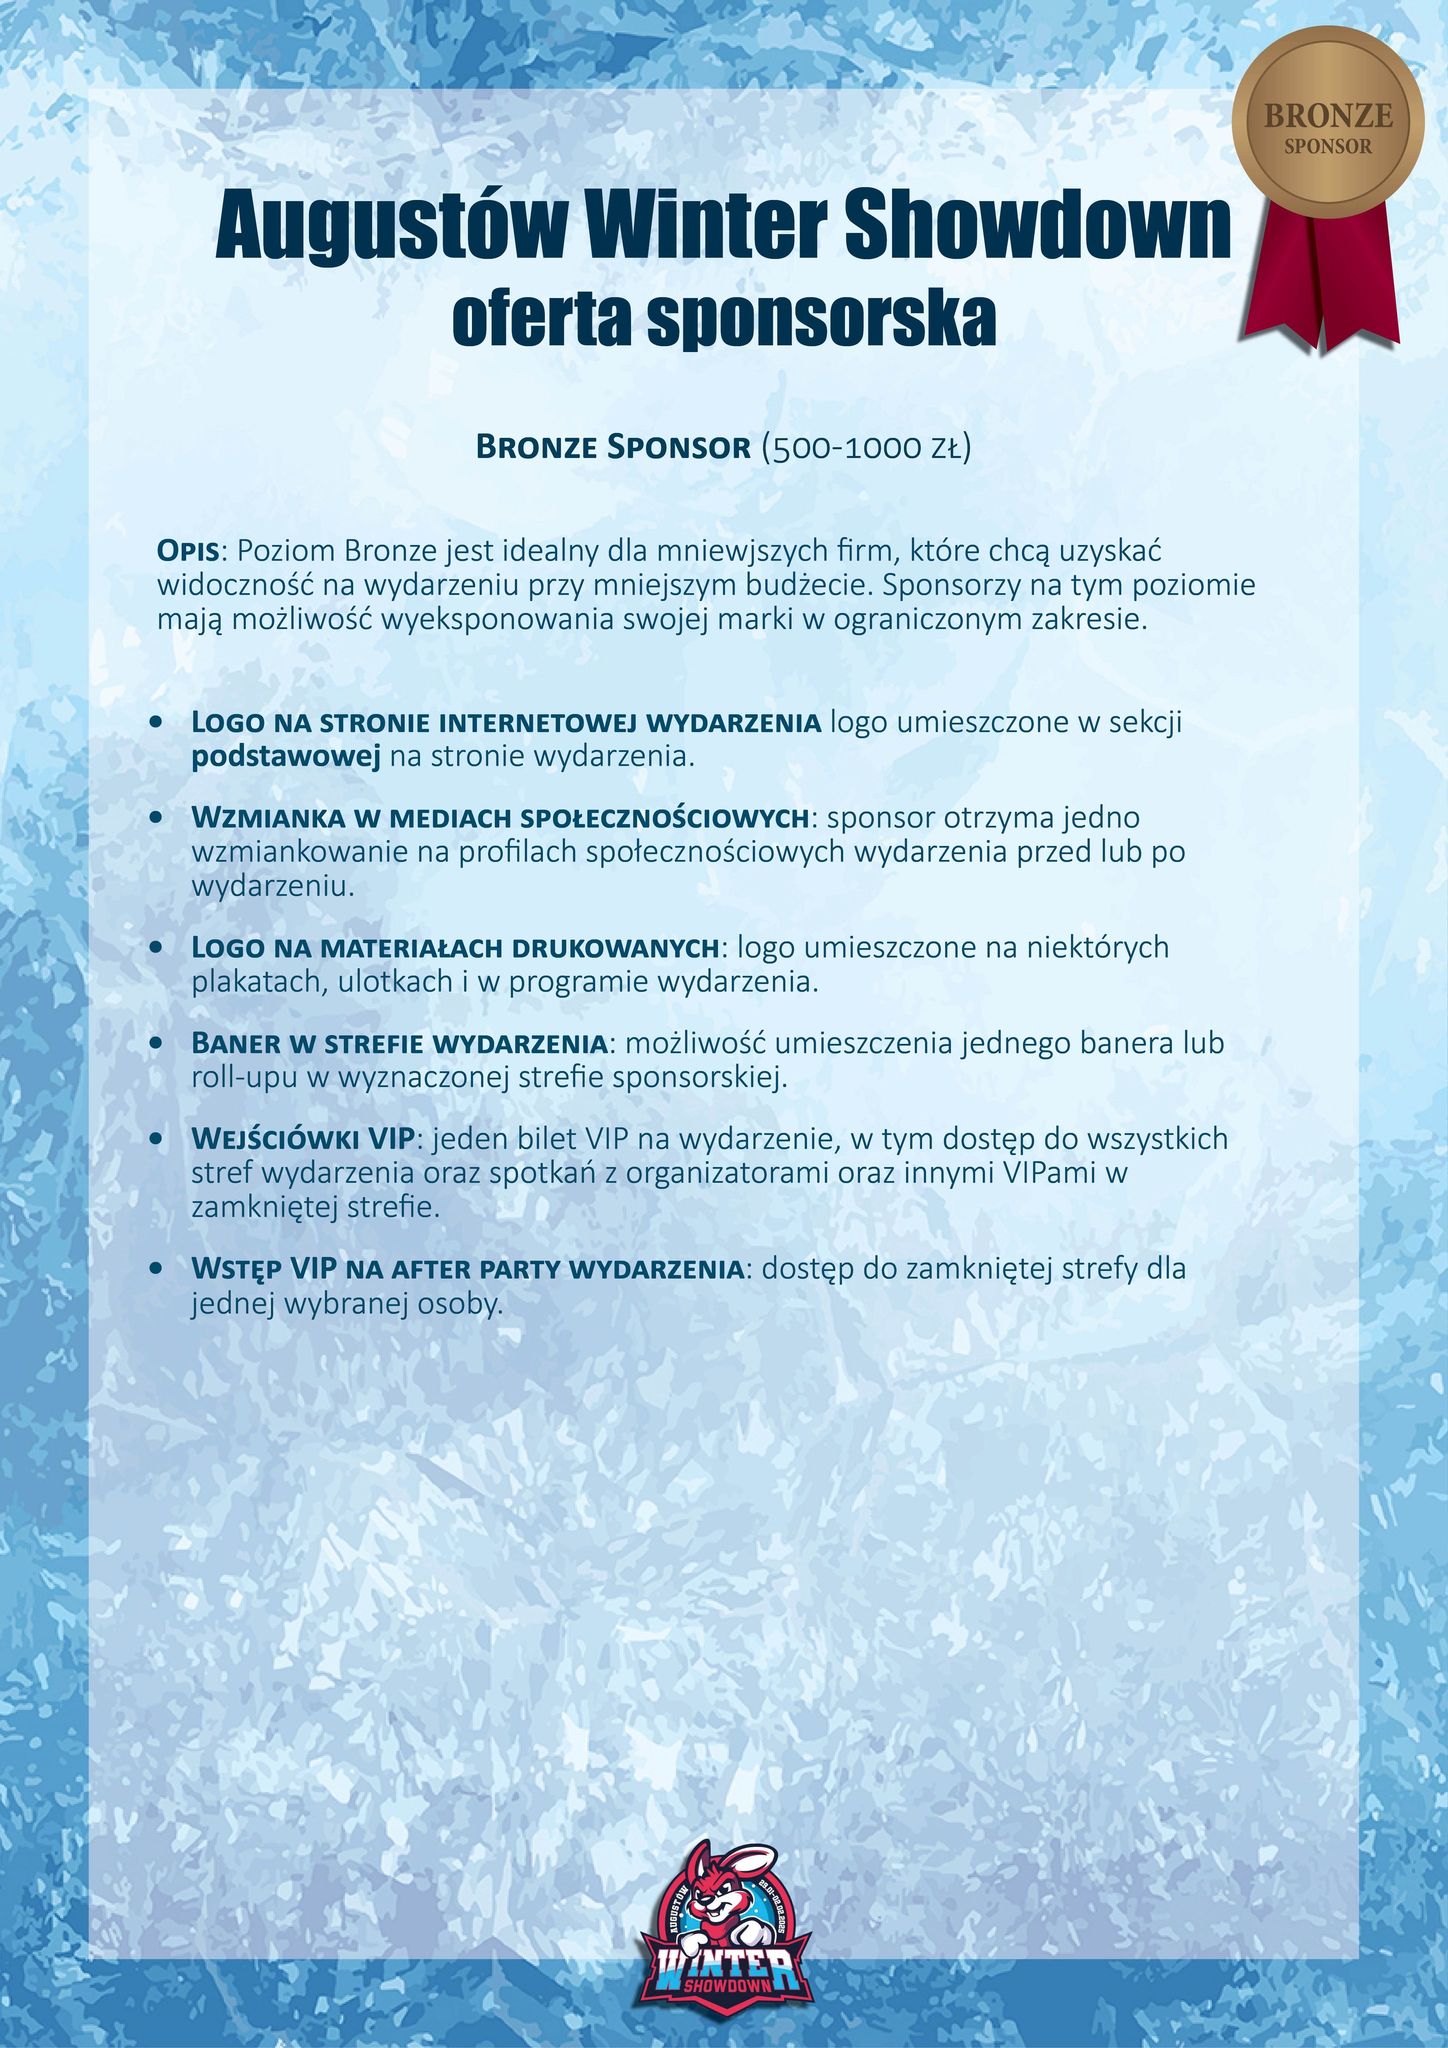 BRONZE
SPONSOR
Augustów Winter Showdown
oferta sponsorska
Bronze Sponsor (500-1000 zł)
Opis: Poziom Bronze jest idealny dla mniewjszych firm, które chcą uzyskać
widoczność na wydarzeniu przy mniejszym budżecie. Sponsorzy na tym poziomie
mają możliwość wyeksponowania swojej marki w ograniczonym zakresie.
• Logo na stronie internetowej wydarzenia logo umieszczone w sekcji
podstawowej na stronie wydarzenia.
• Wzmianka w mediach społecznościowych: sponsor otrzyma jedno
wzmiankowanie na profilach społecznościowych wydarzenia przed lub po
wydarzeniu.
• Logo na materiałach drukowanych: logo umieszczone na niektórych
plakatach, ulotkach i w programie wydarzenia.
• Baner w strefie wydarzenia: możliwość umieszczenia jednego banera lub
roll-upu w wyznaczonej strefie sponsorskiej.
• Wejściówki VIP: jeden bilet VIP na wydarzenie, w tym dostęp do wszystkich
stref wydarzenia oraz spotkań z organizatorami oraz innymi VIPami w
zamkniętej strefie.
• Wstęp VIP na after party wydarzenia: dostęp do zamkniętej strefy dla
jednej wybranej osoby.
AUGUSTÓW
WINTER
SHOWDOWN